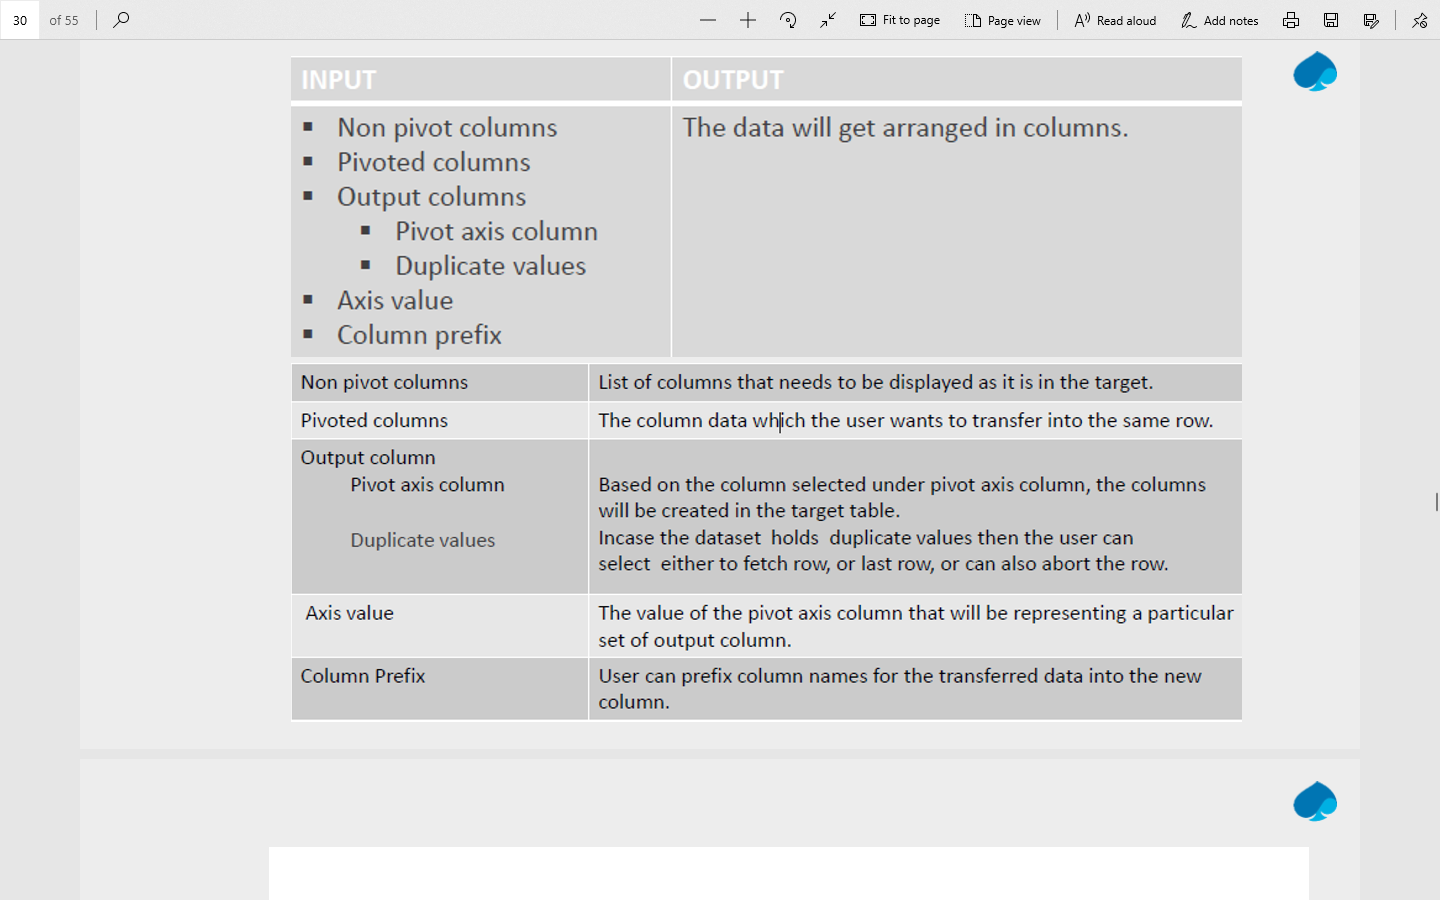 30 of 55 Fit to page Page view Read aloud Add notes
INPUT OUTPUT
▪ Non pivot columns The data will get arranged in columns.
▪ Pivoted columns
▪ Output columns
▪ Pivot axis column
▪ Duplicate values
▪ Axis value
▪ Column prefix
Non pivot columns List of columns that needs to be displayed as it is in the target.
Pivoted columns The column data which the user wants to transfer into the same row.
Output column
Pivot axis column Based on the column selected under pivot axis column, the columns
will be created in the target table.
Duplicate values Incase the dataset holds duplicate values then the user can
select either to fetch row, or last row, or can also abort the row.
Axis value The value of the pivot axis column that will be representing a particular
set of output column.
Column Prefix User can prefix column names for the transferred data into the new
column.